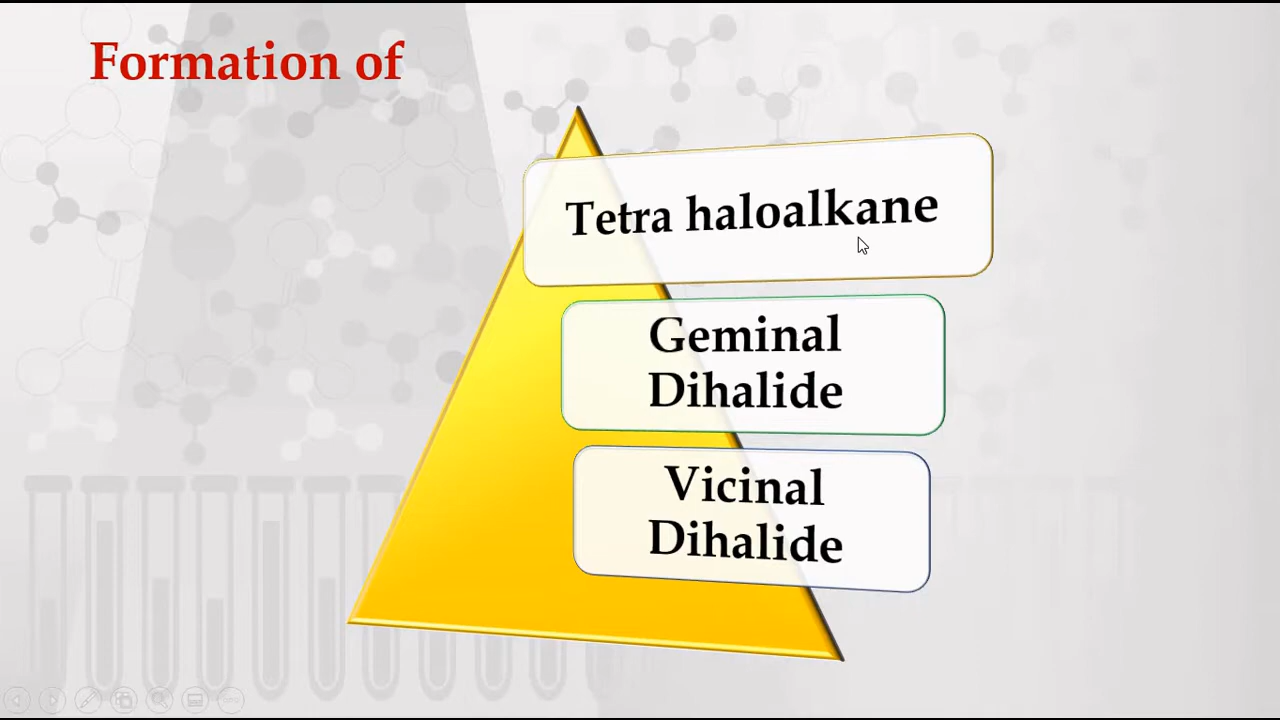 Formation of
Tetra haloalkane
Geminal
Dihalide
Vicinal
Dihalide